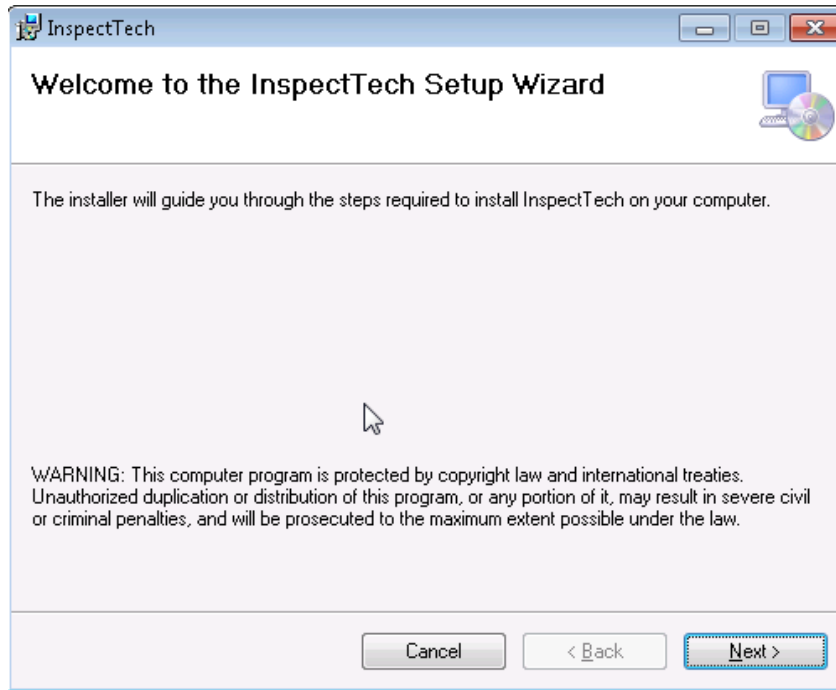 InspectTech
Welcome to the InspectTech Setup Wizard
The installer will guide you through the steps required to install InspectTech on your computer.
WARNING: This computer program is protected by copyright law and international treaties.
Unauthorized duplication or distribution of this program, or any portion of it, may result in severe civil
or criminal penalties, and will be prosecuted to the maximum extent possible under the law.
Cancel < Back Next >